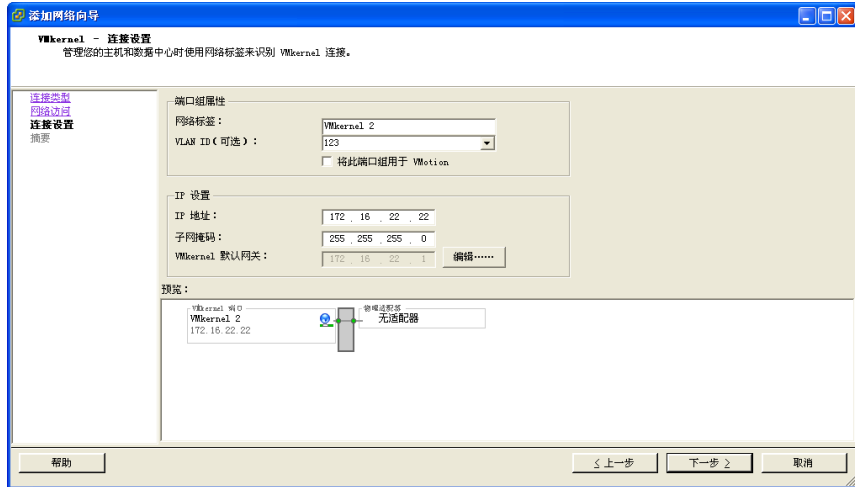 添加网络向导
VMkernel - 连接设置
管理您的主机和数据中心时使用网络标签来识别 VMkernel 连接。
连接类型
网络访问
连接设置
摘要
端口组属性
网络标签：
VMkernel 2
VLAN ID(可选)：
123
将此端口组用于 VMotion
IP 设置
IP 地址：
172 . 16 . 22 . 22
子网掩码：
255 . 255 . 255 . 0
VMkernel 默认网关：
172 . 16 . 22 . 1
编辑……
预览：
VMkernel 端口
VMkernel 2
172.16.22.22
物理适配器
无适配器
帮助
≤ 上一步
下一步 ≥
取消